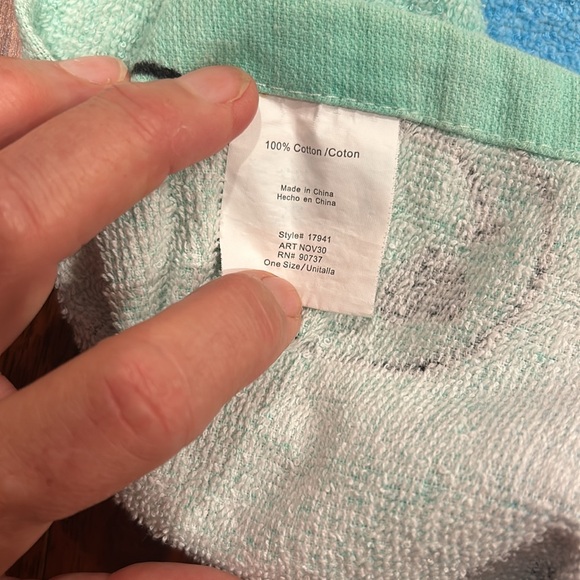 100% Cotton /Coton
Made in China
Hecho en China
Style# 17941
ART NOV30
RN# 90737
One Size/Unitalla